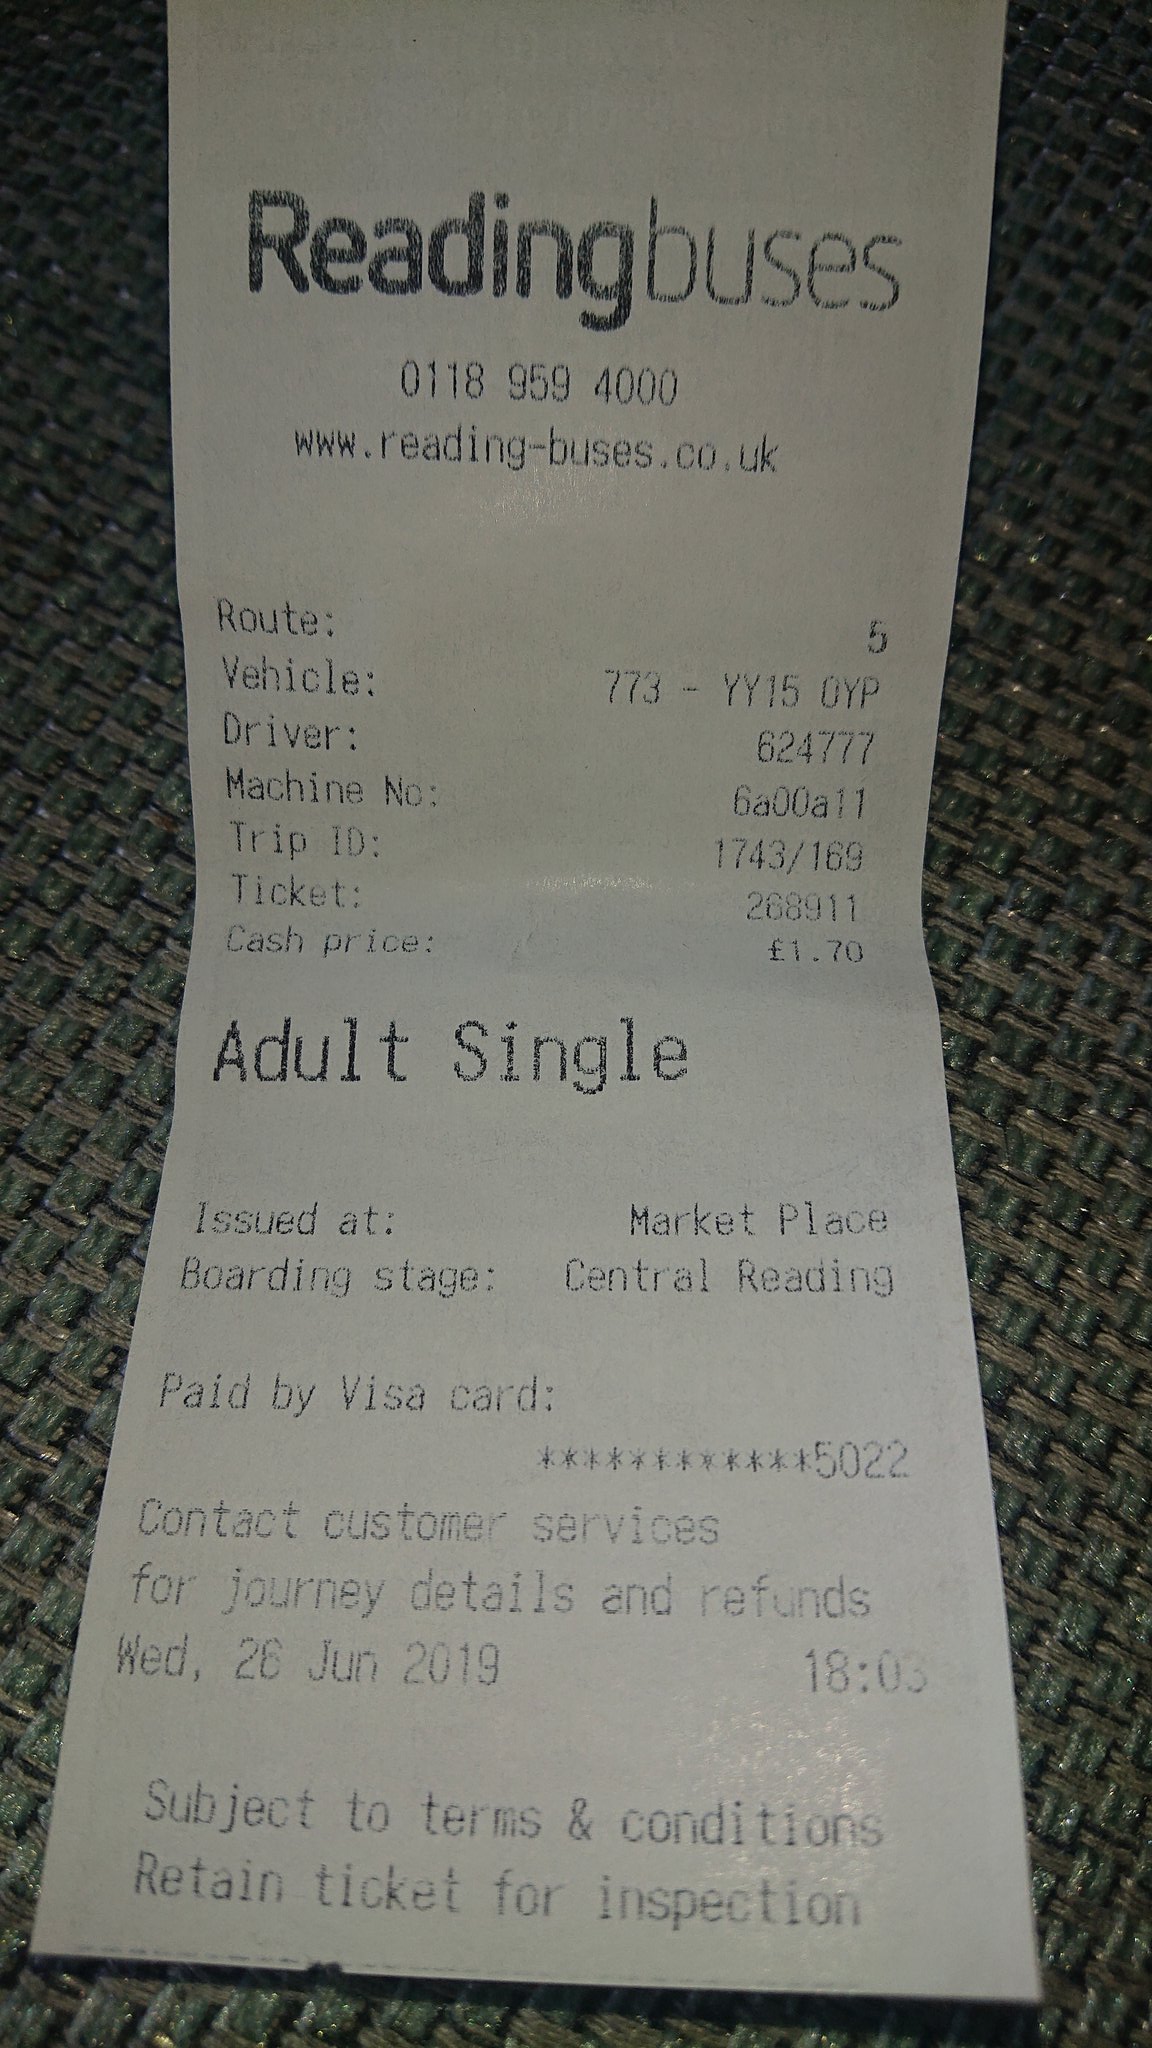 Readingbuses
0118 959 4000
www.reading-buses.co.uk
Route: 5
Vehicle: 773 - YY15 OYP
Driver: 624777
Machine No: 6a00a11
Trip ID: 1743/169
Ticket: 268911
Cash price: £1.70
Adult Single
Issued at: Market Place
Boarding stage: Central Reading
Paid by Visa card:
************5022
Contact customer services
for journey details and refunds
Wed, 26 Jun 2019
Subject to terms & conditions
Retain ticket for inspection